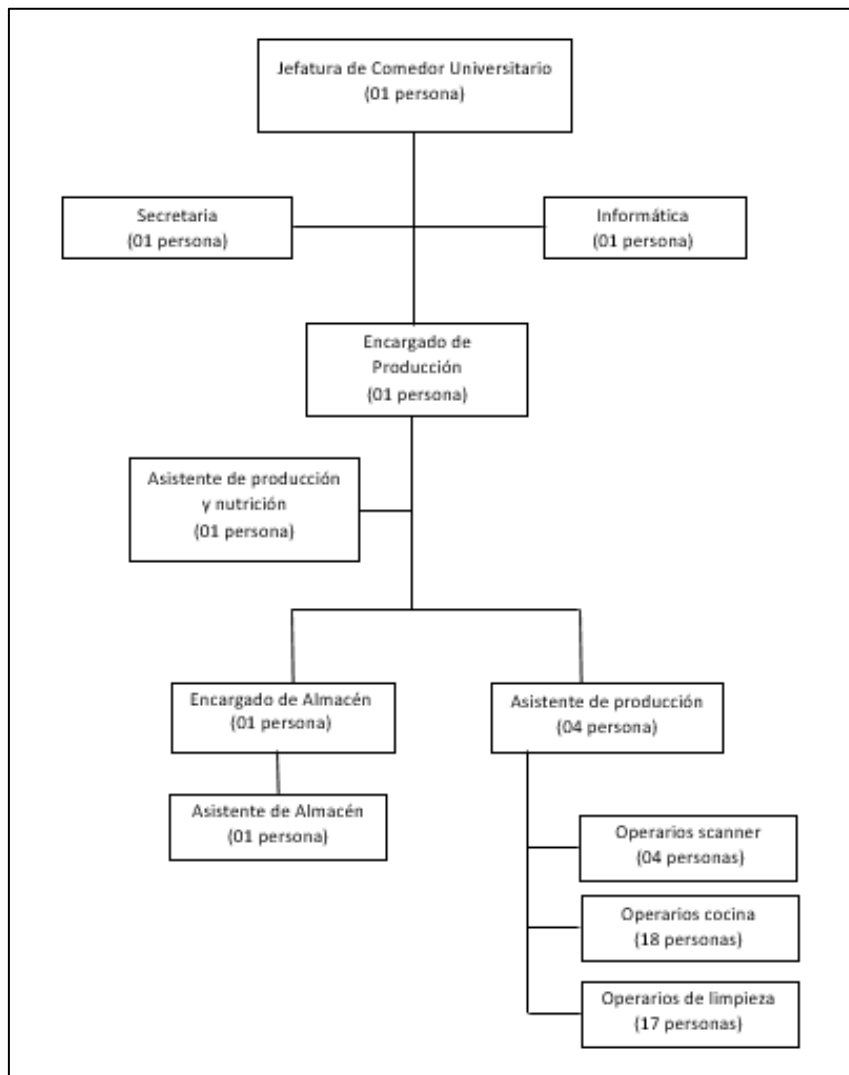 Jefatura de Comedor Universitario
(01 persona)
Secretaria
(01 persona)
Informática
(01 persona)
Encargado de
Producción
(01 persona)
Asistente de producción
y nutrición
(01 persona)
Encargado de Almacén
(01 persona)
Asistente de producción
(04 persona)
Asistente de Almacén
(01 persona)
Operarios scanner
(04 personas)
Operarios cocina
(18 personas)
Operarios de limpieza
(17 personas)